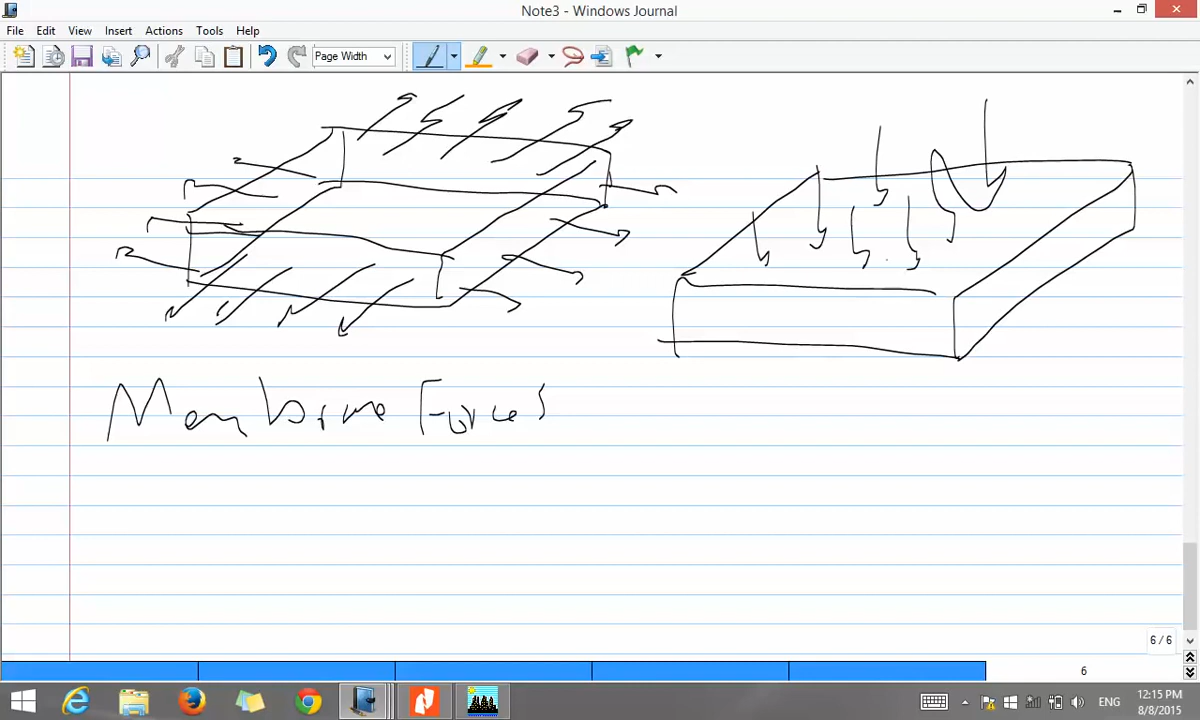 Note3 - Windows Journal
File Edit View Insert Actions Tools Help
Page Width
Membrane Forces
6 / 6
6
ENG
12:15 PM
8/8/2015